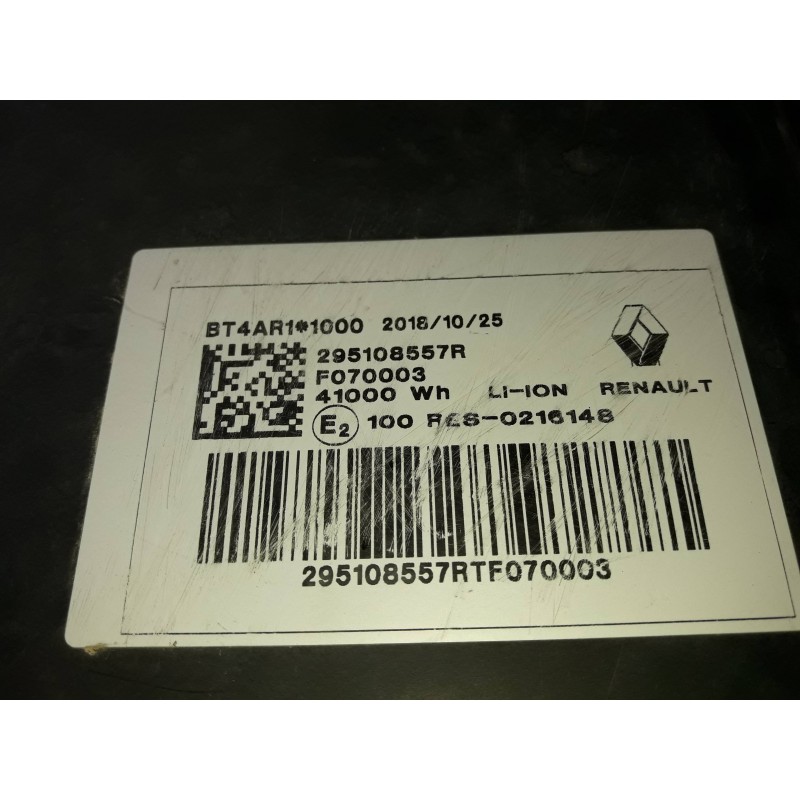 BT4AR1*1000 2018/10/25
295108557R
F070003
41000 Wh LI-ION RENAULT
E2 100 RES-0216148
295108557RTF070003